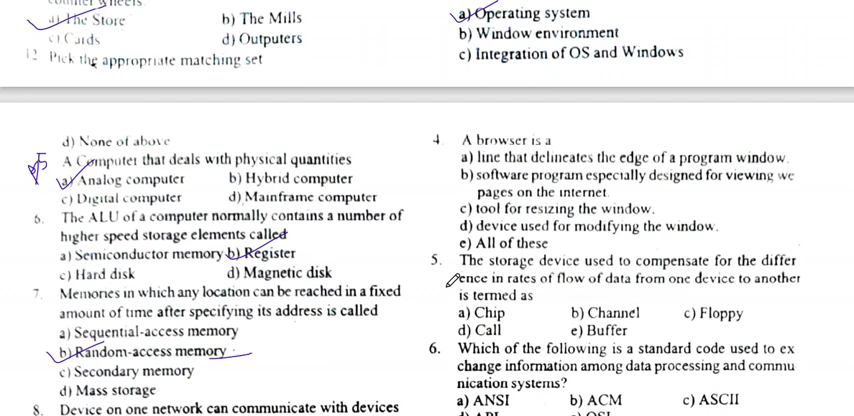 counter wheels
a) The Store b) The Mills
c) Cards d) Outputers
12 Pick the appropriate matching set
a) Operating system
b) Window environment
c) Integration of OS and Windows
d) None of above
A Computer that deals with physical quantities
a) Analog computer b) Hybrid computer
c) Digital computer d) Mainframe computer
6. The ALU of a computer normally contains a number of
higher speed storage elements called
a) Semiconductor memory b) Register
c) Hard disk d) Magnetic disk
7. Memories in which any location can be reached in a fixed
amount of time after specifying its address is called
a) Sequential-access memory
b) Random-access memory
c) Secondary memory
d) Mass storage
8. Device on one network can communicate with devices
4. A browser is a
a) line that delineates the edge of a program window.
b) software program especially designed for viewing we
pages on the internet.
c) tool for resizing the window.
d) device used for modifying the window.
e) All of these
5. The storage device used to compensate for the differ
ence in rates of flow of data from one device to another
is termed as
a) Chip b) Channel c) Floppy
d) Call e) Buffer
6. Which of the following is a standard code used to ex
change information among data processing and commu
nication systems?
a) ANSI b) ACM c) ASCII